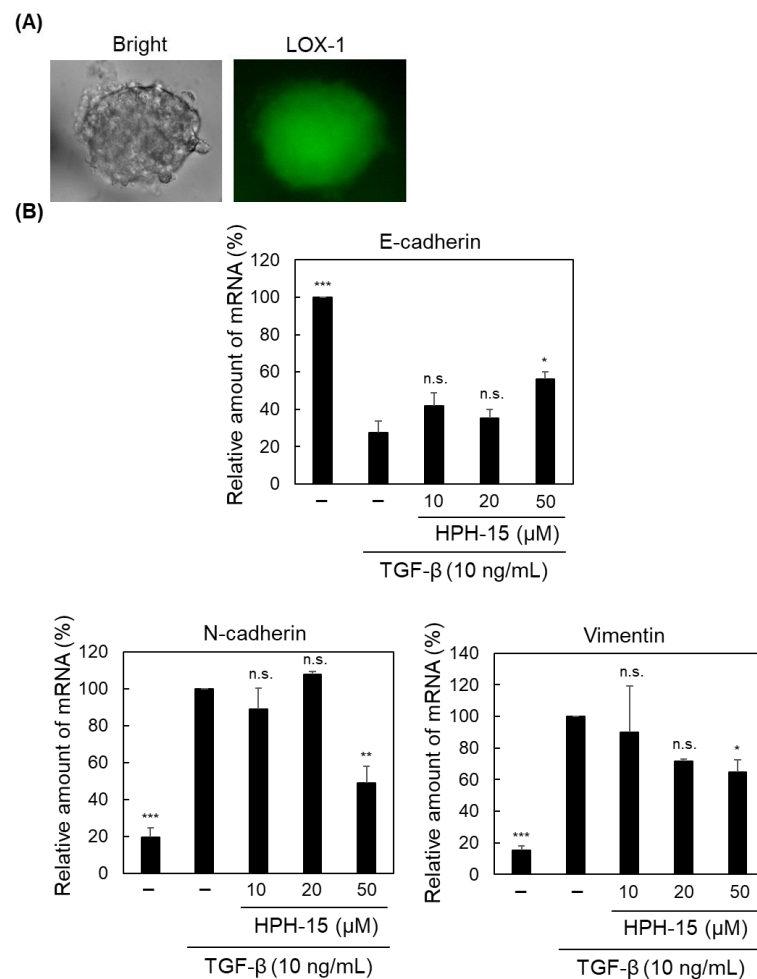 (A)
Bright LOX-1
(B)
E-cadherin
Relative amount of mRNA (%)
120
100
80
60
40
20
0
*** n.s. n.s. *
– – 10 20 50
HPH-15 (µM)
TGF-β (10 ng/mL)
N-cadherin
Relative amount of mRNA (%)
120
100
80
60
40
20
0
*** n.s. n.s. **
– – 10 20 50
HPH-15 (µM)
TGF-β (10 ng/mL)
Vimentin
Relative amount of mRNA (%)
140
120
100
80
60
40
20
0
*** n.s. n.s. *
– – 10 20 50
HPH-15 (µM)
TGF-β (10 ng/mL)